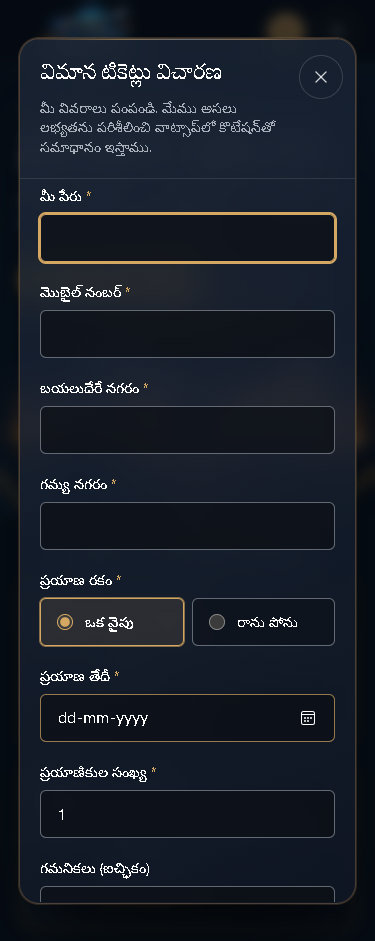 విమాన టికెట్లు విచారణ
మీ వివరాలు పంపండి. మేము అసలు
లభ్యతను పరిశీలించి వాట్సాప్‌లో కొటేషన్‌తో
సమాధానం ఇస్తాము.
మీ పేరు *
మొబైల్ నంబర్ *
బయలుదేరే నగరం *
గమ్య నగరం *
ప్రయాణ రకం *
ఒక వైపు
రాను పోను
ప్రయాణ తేదీ *
dd-mm-yyyy
ప్రయాణికుల సంఖ్య *
1
గమనికలు (ఐచ్ఛికం)